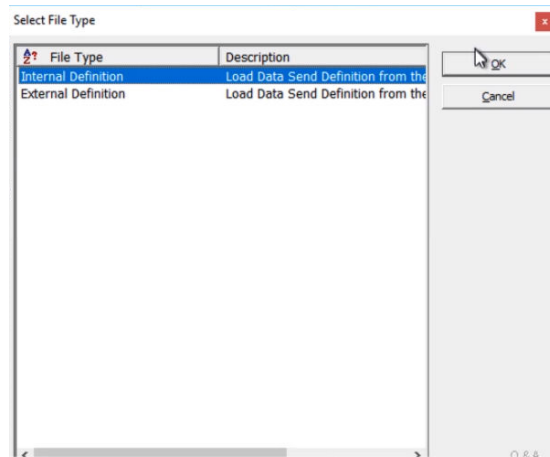 Select File Type
x
File Type Description
Internal Definition Load Data Send Definition from the
External Definition Load Data Send Definition from the
OK
Cancel
Q & A